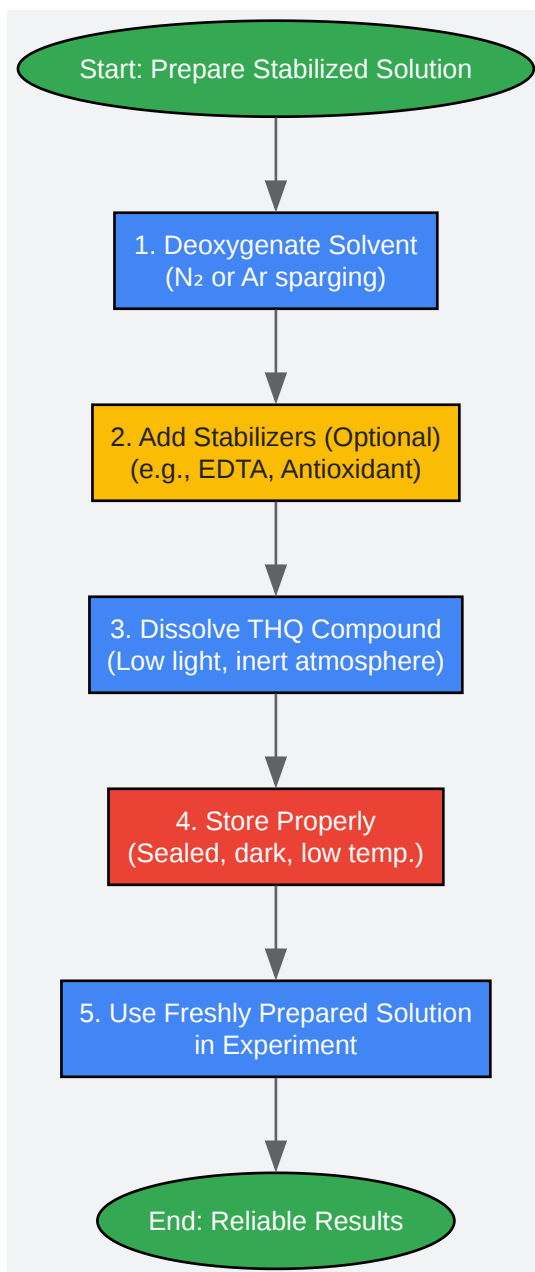 Start: Prepare Stabilized Solution
1. Deoxygenate Solvent
(N₂ or Ar sparging)
2. Add Stabilizers (Optional)
(e.g., EDTA, Antioxidant)
3. Dissolve THQ Compound
(Low light, inert atmosphere)
4. Store Properly
(Sealed, dark, low temp.)
5. Use Freshly Prepared Solution
in Experiment
End: Reliable Results